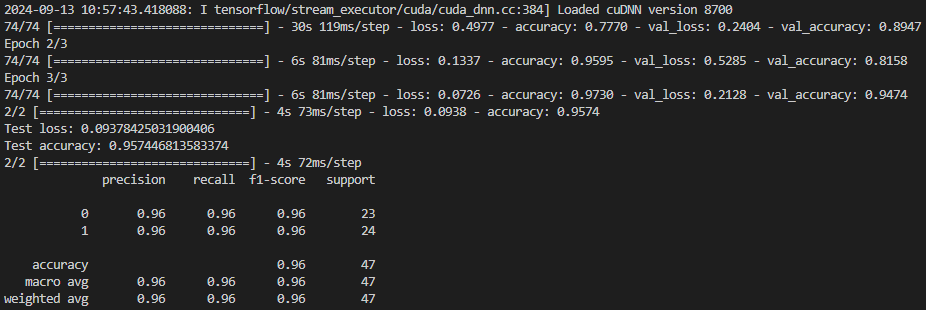 2024-09-13 10:57:43.418088: I tensorflow/stream_executor/cuda/cuda_dnn.cc:384] Loaded cuDNN version 8700
74/74 [==============================] - 30s 119ms/step - loss: 0.4977 - accuracy: 0.7770 - val_loss: 0.2404 - val_accuracy: 0.8947
Epoch 2/3
74/74 [==============================] - 6s 81ms/step - loss: 0.1337 - accuracy: 0.9595 - val_loss: 0.5285 - val_accuracy: 0.8158
Epoch 3/3
74/74 [==============================] - 6s 81ms/step - loss: 0.0726 - accuracy: 0.9730 - val_loss: 0.2128 - val_accuracy: 0.9474
2/2 [==============================] - 4s 73ms/step - loss: 0.0938 - accuracy: 0.9574
Test loss: 0.09378425031900406
Test accuracy: 0.957446813583374
2/2 [==============================] - 4s 72ms/step
precision recall f1-score support
0 0.96 0.96 0.96 23
1 0.96 0.96 0.96 24
accuracy 0.96 47
macro avg 0.96 0.96 0.96 47
weighted avg 0.96 0.96 0.96 47